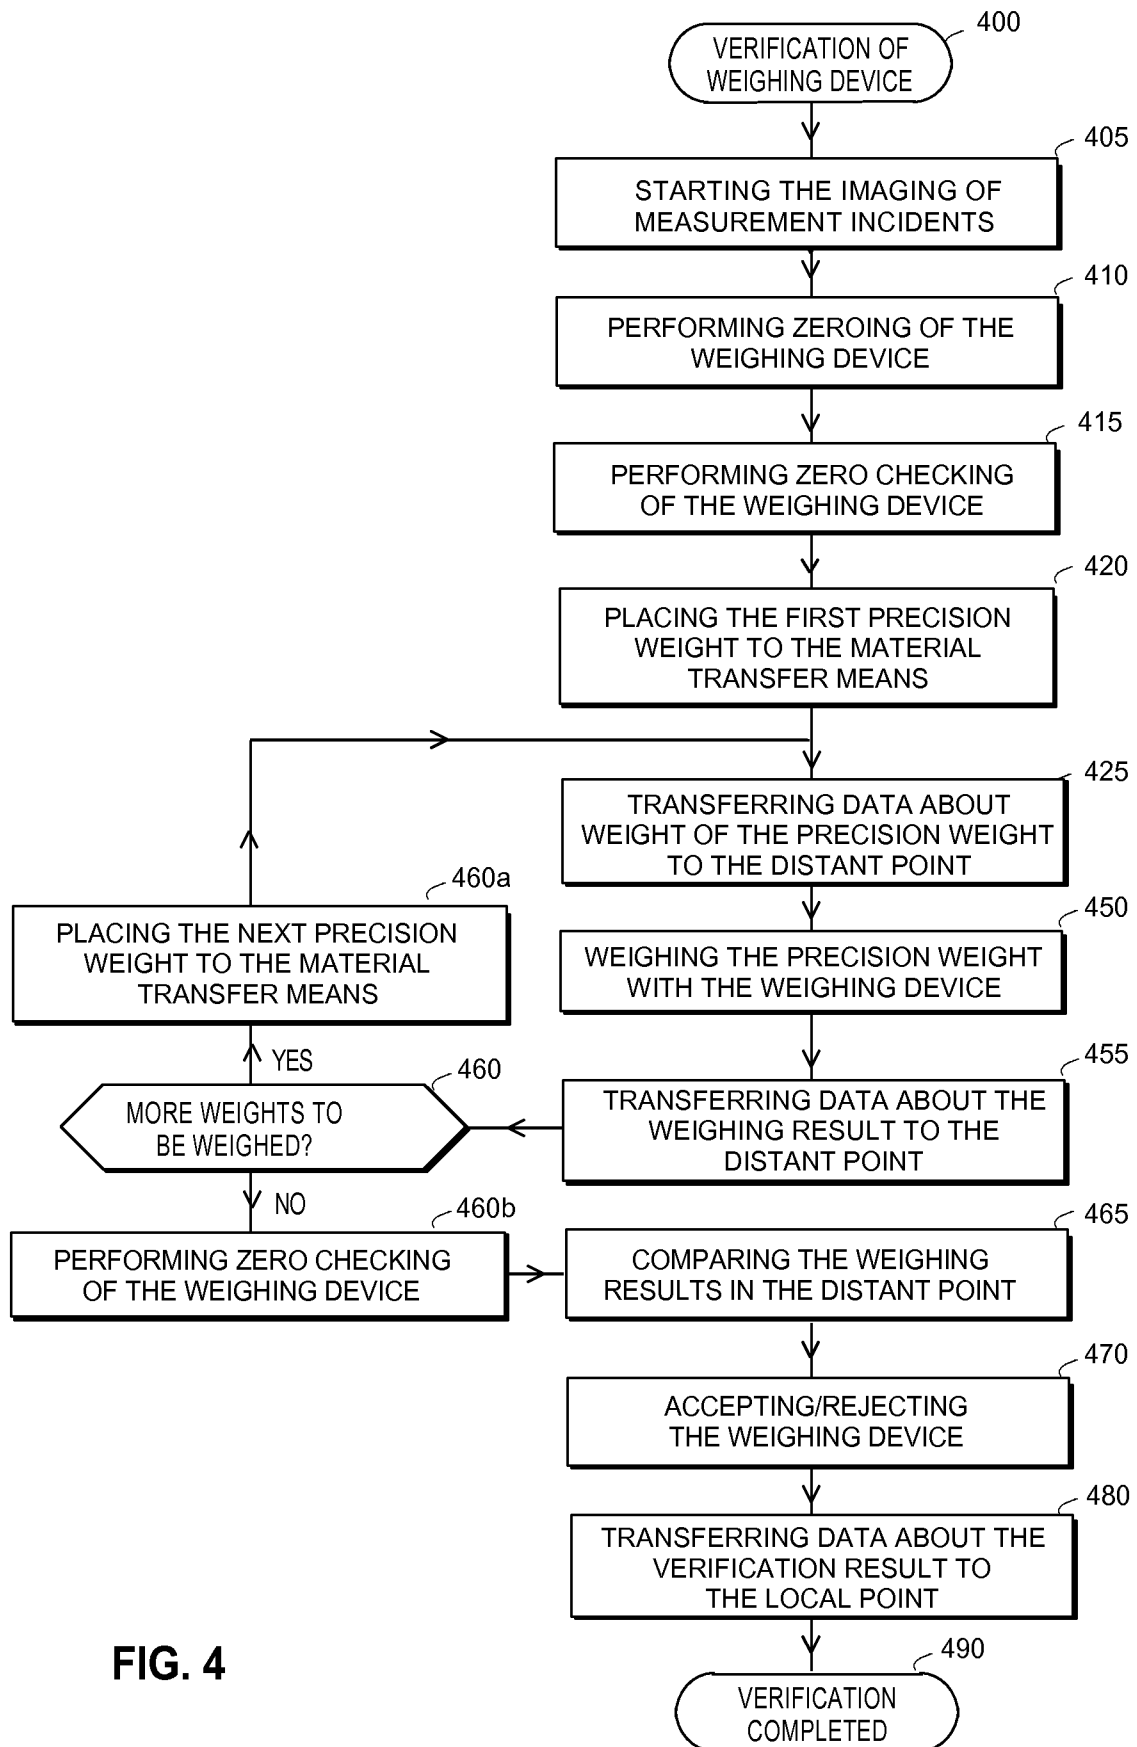 400
VERIFICATION OF
WEIGHING DEVICE
405
STARTING THE IMAGING OF
MEASUREMENT INCIDENTS
410
PERFORMING ZEROING OF THE
WEIGHING DEVICE
415
PERFORMING ZERO CHECKING
OF THE WEIGHING DEVICE
420
PLACING THE FIRST PRECISION
WEIGHT TO THE MATERIAL
TRANSFER MEANS
425
TRANSFERRING DATA ABOUT
WEIGHT OF THE PRECISION WEIGHT
TO THE DISTANT POINT
450
WEIGHING THE PRECISION WEIGHT
WITH THE WEIGHING DEVICE
455
TRANSFERRING DATA ABOUT THE
WEIGHING RESULT TO THE
DISTANT POINT
460
MORE WEIGHTS TO
BE WEIGHED?
YES
460a
PLACING THE NEXT PRECISION
WEIGHT TO THE MATERIAL
TRANSFER MEANS
NO
460b
PERFORMING ZERO CHECKING
OF THE WEIGHING DEVICE
465
COMPARING THE WEIGHING
RESULTS IN THE DISTANT POINT
470
ACCEPTING/REJECTING
THE WEIGHING DEVICE
480
TRANSFERRING DATA ABOUT THE
VERIFICATION RESULT TO
THE LOCAL POINT
490
VERIFICATION
COMPLETED
FIG. 4